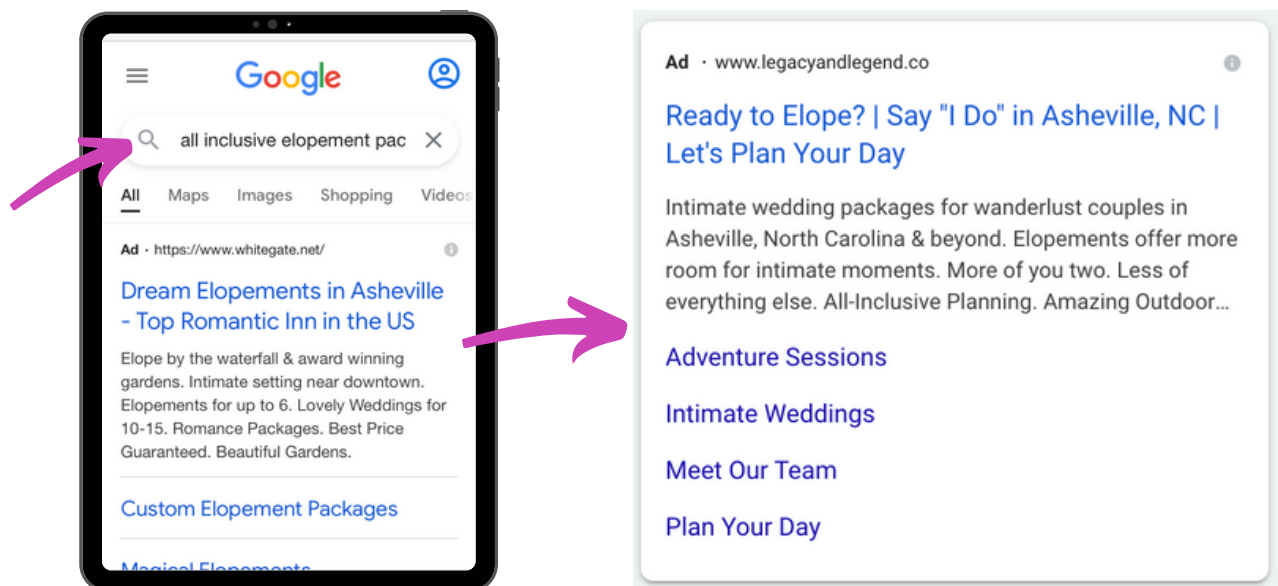 Google
all inclusive elopement pac
All Maps Images Shopping Videos
Ad · https://www.whitegate.net/
Dream Elopements in Asheville
- Top Romantic Inn in the US
Elope by the waterfall & award winning
gardens. Intimate setting near downtown.
Elopements for up to 6. Lovely Weddings for
10-15. Romance Packages. Best Price
Guaranteed. Beautiful Gardens.
Custom Elopement Packages
Magical Elopements
Ad · www.legacyandlegend.co
Ready to Elope? | Say "I Do" in Asheville, NC |
Let's Plan Your Day
Intimate wedding packages for wanderlust couples in
Asheville, North Carolina & beyond. Elopements offer more
room for intimate moments. More of you two. Less of
everything else. All-Inclusive Planning. Amazing Outdoor...
Adventure Sessions
Intimate Weddings
Meet Our Team
Plan Your Day